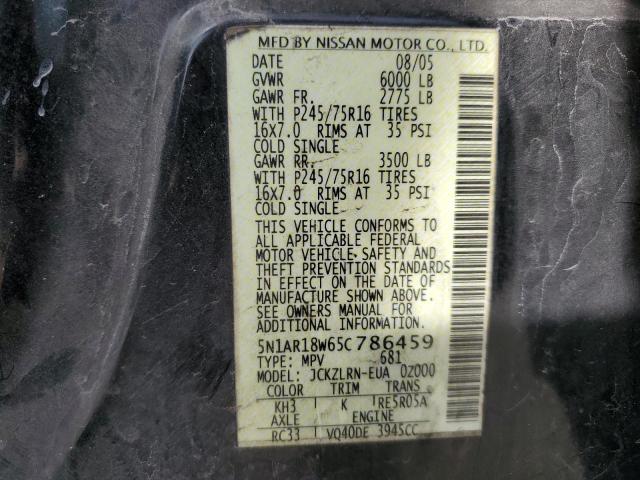 MFD BY NISSAN MOTOR CO., LTD.
DATE 08/05
GVWR 6000 LB
GAWR FR. 2775 LB
WITH P245/75R16 TIRES
16X7.0 RIMS AT 35 PSI
COLD SINGLE
GAWR RR. 3500 LB
WITH P245/75R16 TIRES
16X7.0 RIMS AT 35 PSI
COLD SINGLE
THIS VEHICLE CONFORMS TO
ALL APPLICABLE FEDERAL
MOTOR VEHICLE SAFETY AND
THEFT PREVENTION STANDARDS
IN EFFECT ON THE DATE OF
MANUFACTURE SHOWN ABOVE.
SEE OWNERS MANUAL FOR
ADDITIONAL INFORMATION.
5N1AR18W65C786459
TYPE: MPV 681
MODEL: JCKZLRN-EUA 0Z000
COLOR TRIM TRANS
KH3 K RE5R05A
AXLE ENGINE
RC33 VQ40DE 3945CC